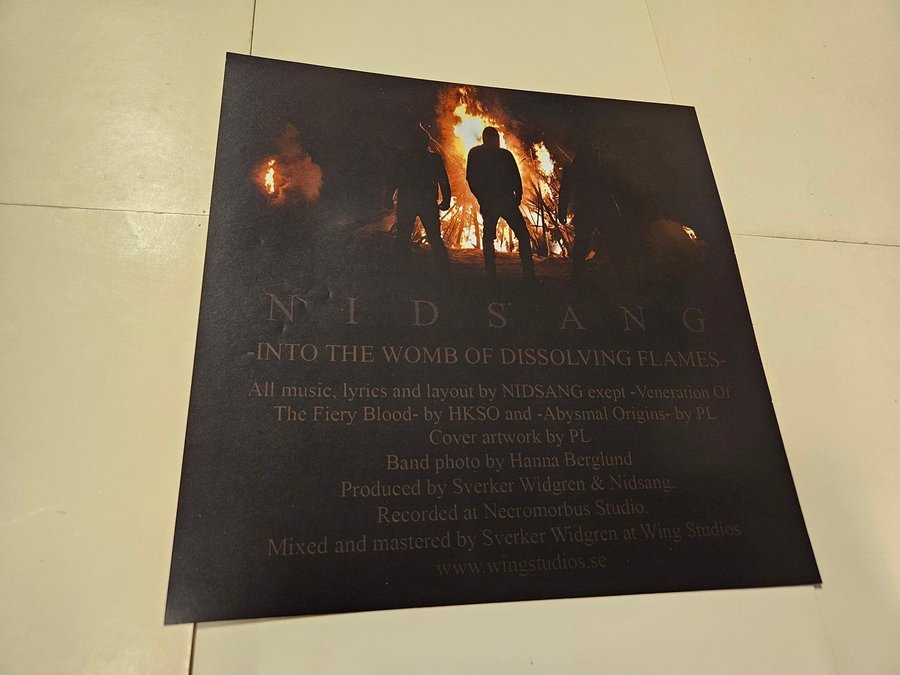 NIDSANG
-INTO THE WOMB OF DISSOLVING FLAMES-
All music, lyrics and layout by NIDSANG exept -Veneration Of
The Fiery Blood- by HKSO and -Abysmal Origins- by PL
Cover artwork by PL
Band photo by Hanna Berglund
Produced by Sverker Widgren & Nidsang.
Recorded at Necromorbus Studio.
Mixed and mastered by Sverker Widgren at Wing Studios
www.wingstudios.se